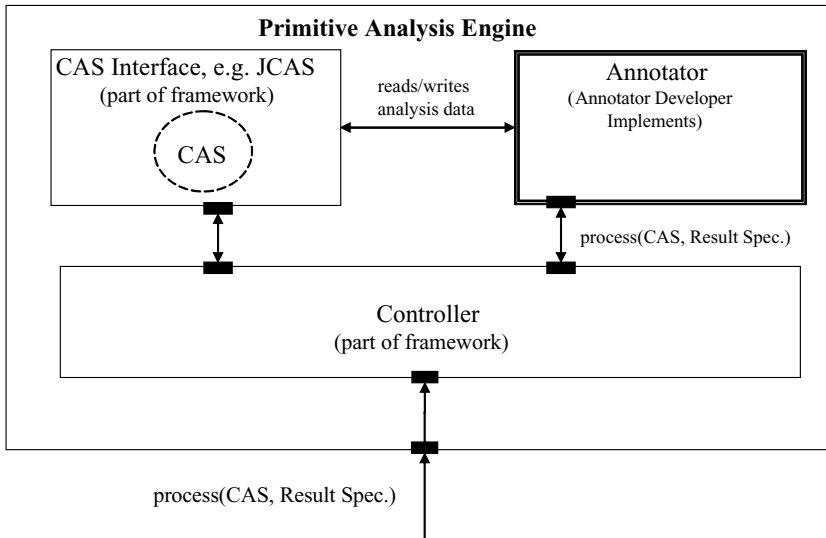 Primitive Analysis Engine
CAS Interface, e.g. JCAS
(part of framework)
CAS
reads/writes
analysis data
Annotator
(Annotator Developer
Implements)
process(CAS, Result Spec.)
Controller
(part of framework)
process(CAS, Result Spec.)